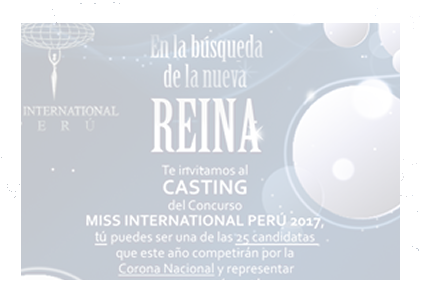 INTERNATIONAL
PERÚ
En la búsqueda
de la nueva
REINA
Te invitamos al
CASTING
del Concurso
MISS INTERNATIONAL PERÚ 2017,
tú puedes ser una de las 25 candidatas
que este año competirán por la
Corona Nacional y representar